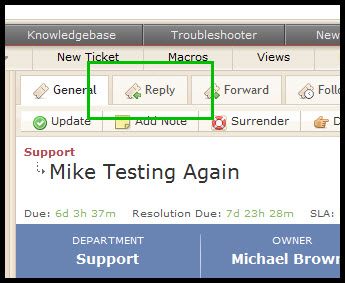 Knowledgebase Troubleshooter New
New Ticket Macros Views
General Reply Forward Follo
Update Add Note Surrender D
Support
Mike Testing Again
Due: 6d 3h 37m Resolution Due: 7d 23h 28m SLA:
DEPARTMENT OWNER
Support Michael Brown